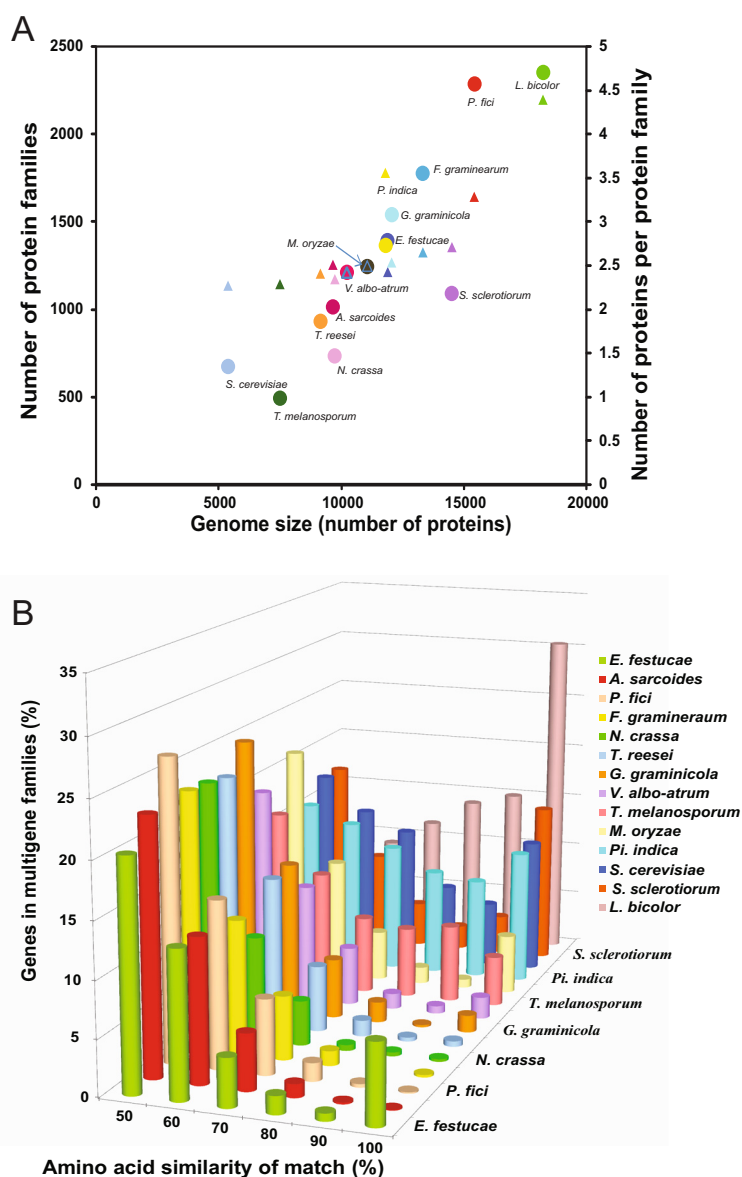 A
2500
2000
1500
1000
500
0
Number of protein families
5
4.5
4
3.5
3
2.5
2
1.5
1
0.5
0
Number of proteins per protein family
L. bicolor
P. fici
F. graminearum
P. indica
G. graminicola
E. festucae
M. oryzae
V. albo-atrum
S. sclerotiorum
A. sarcoides
T. reesei
N. crassa
S. cerevisiae
T. melanosporum
0 5000 10000 15000 20000
Genome size (number of proteins)
B
35
30
25
20
15
10
5
0
Genes in multigene families (%)
E. festucae
A. sarcoides
P. fici
F. gramineraum
N. crassa
T. reesei
G. graminicola
V. albo-atrum
T. melanosporum
M. oryzae
Pi. indica
S. cerevisiae
S. sclerotiorum
L. bicolor
S. sclerotiorum
Pi. indica
T. melanosporum
G. graminicola
N. crassa
P. fici
E. festucae
50 60 70 80 90 100
Amino acid similarity of match (%)